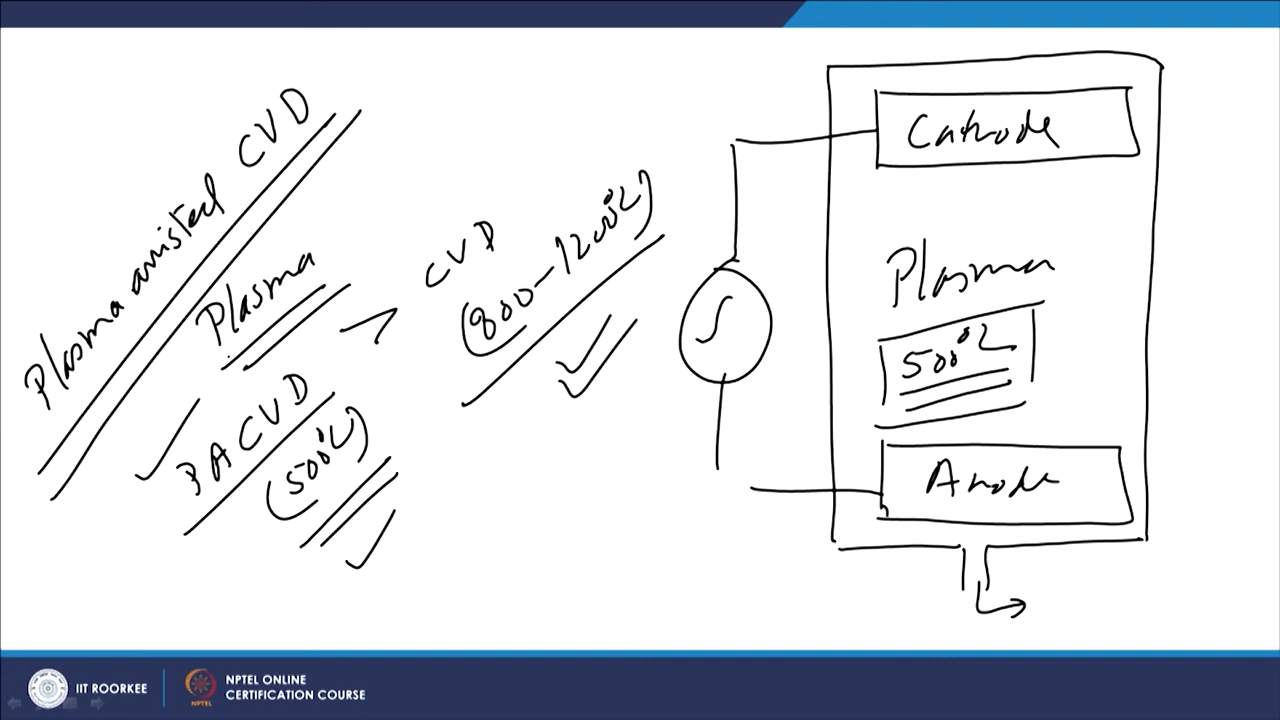 Plasma assisted CVD
Plasma
CVD
(800-1200°C)
PACVD
(500°C)
Cathode
Plasma
500°C
Anode
IIT ROORKEE
NPTEL
NPTEL ONLINE
CERTIFICATION COURSE